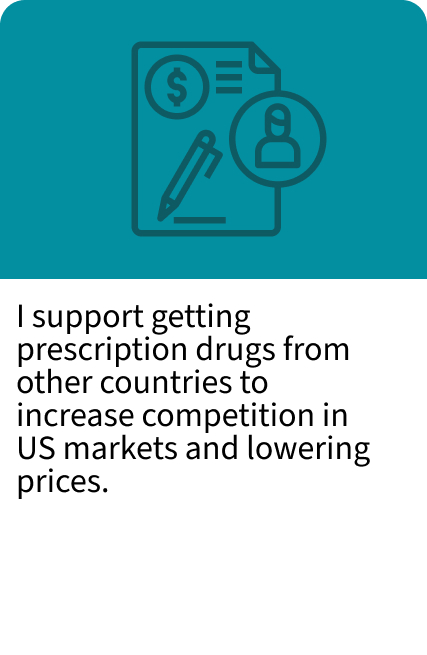 $
I support getting
prescription drugs from
other countries to
increase competition in
US markets and lowering
prices.